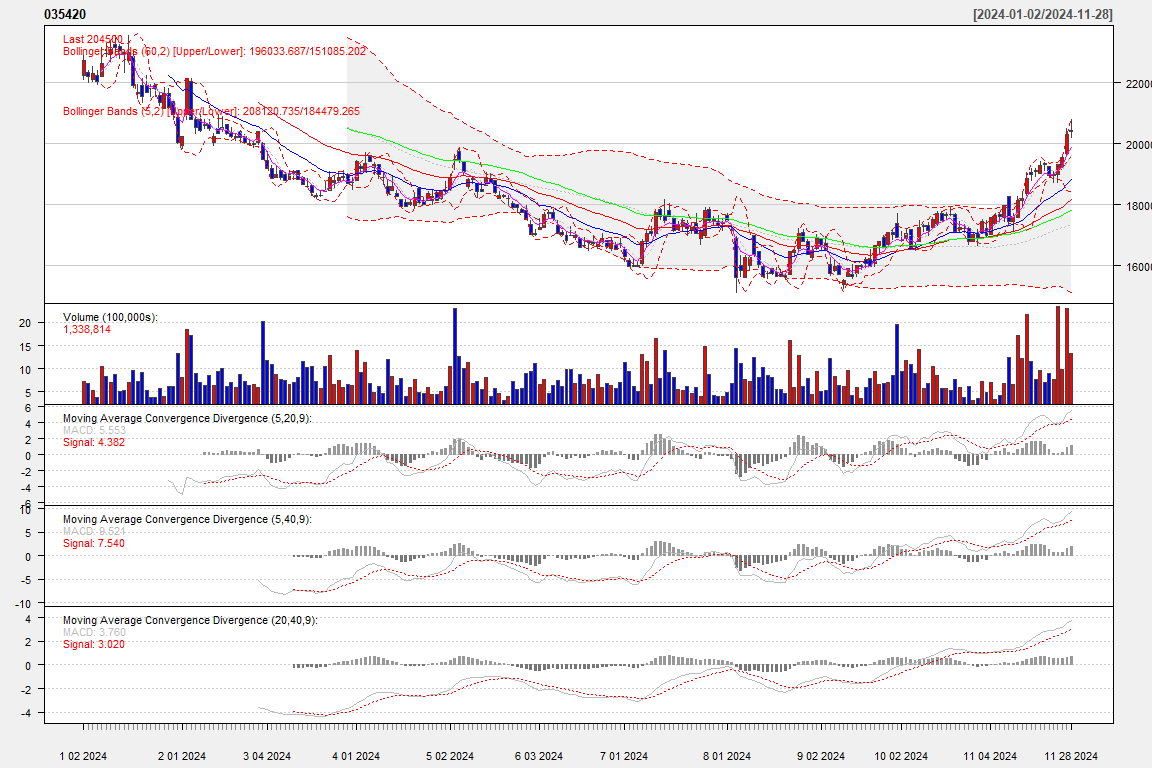 035420 [2024-01-02/2024-11-28]
Last 204500
Bollinger Bands (60,2) [Upper/Lower]: 196033.687/151085.202
Bollinger Bands (5,2) [Upper/Lower]: 208120.735/184479.265
22000
20000
18000
16000
Volume (100,000s):
1,338,814
20
15
10
5
Moving Average Convergence Divergence (5,20,9):
MACD: 5.553
Signal: 4.382
6
4
2
0
-2
-4
-6
Moving Average Convergence Divergence (5,40,9):
MACD: 9.521
Signal: 7.540
10
5
0
-5
-10
Moving Average Convergence Divergence (20,40,9):
MACD: 3.760
Signal: 3.020
4
2
0
-2
-4
1 02 2024 2 01 2024 3 04 2024 4 01 2024 5 02 2024 6 03 2024 7 01 2024 8 01 2024 9 02 2024 10 02 2024 11 04 2024 11 28 2024